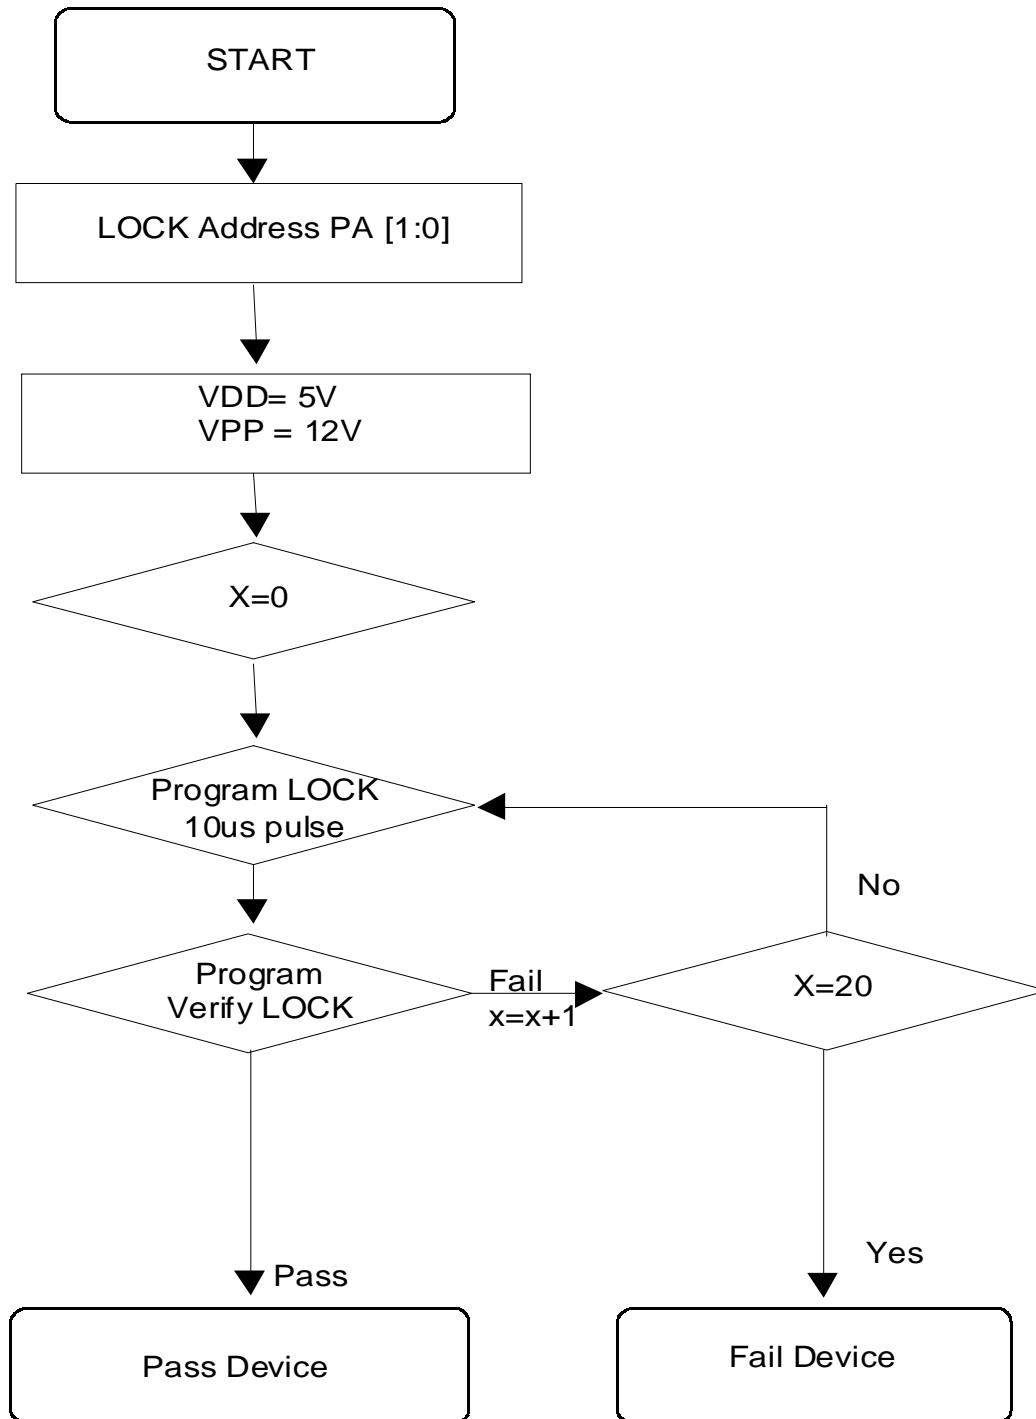 START
LOCK Address PA [1:0]
VDD= 5V
VPP = 12V
X=0
Program LOCK
10us pulse
No
Program
Verify LOCK
Fail
x=x+1
X=20
Pass
Yes
Pass Device
Fail Device